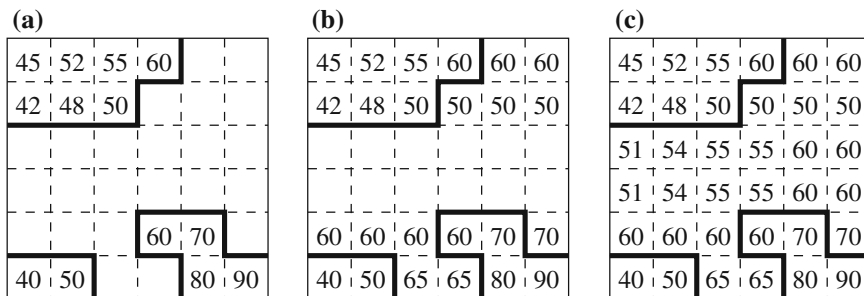 (a)
45 52 55 60
42 48 50
60 70
40 50 80 90
(b)
45 52 55 60 60 60
42 48 50 50 50 50
60 60 60 60 70 70
40 50 65 65 80 90
(c)
45 52 55 60 60 60
42 48 50 50 50 50
51 54 55 55 60 60
51 54 55 55 60 60
60 60 60 60 70 70
40 50 65 65 80 90